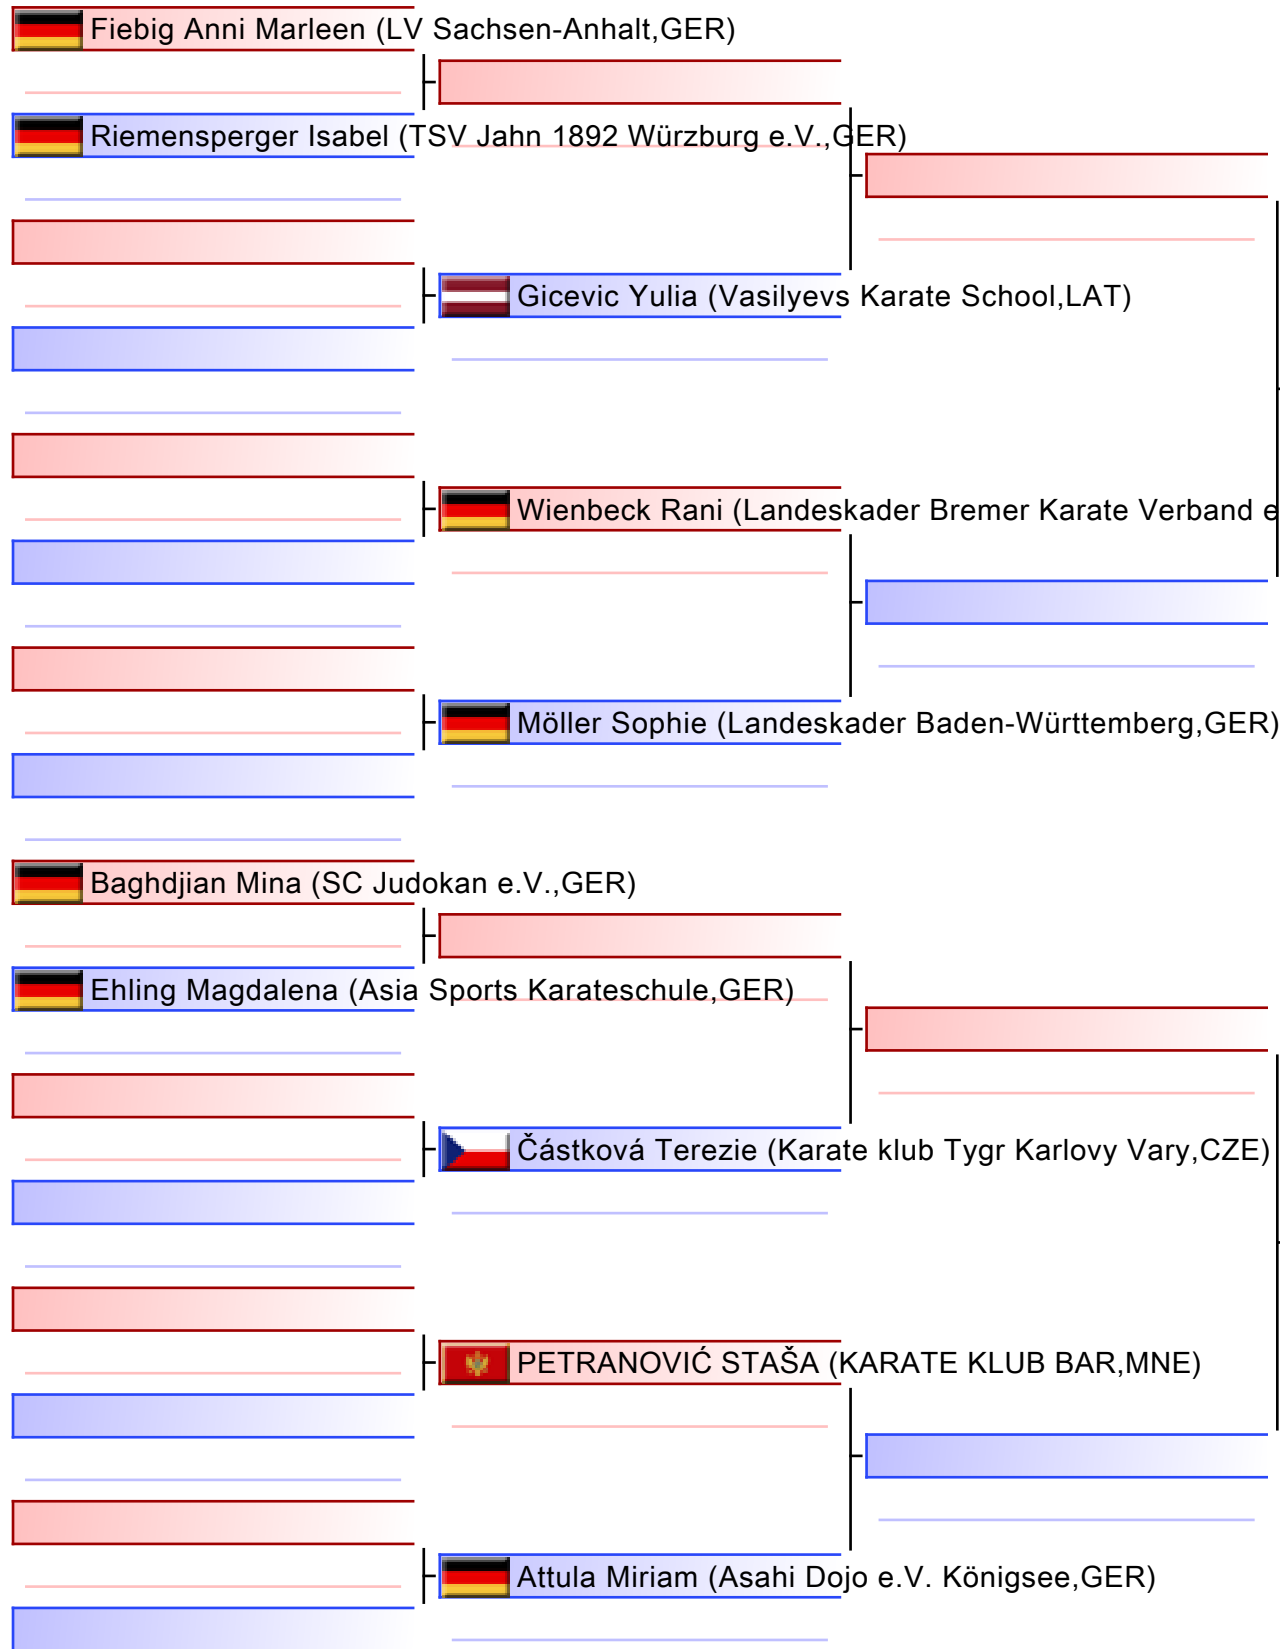 Fiebig Anni Marleen (LV Sachsen-Anhalt,GER)
Riemensperger Isabel (TSV Jahn 1892 Würzburg e.V.,GER)
Gicevic Yulia (Vasilyevs Karate School,LAT)
Wienbeck Rani (Landeskader Bremer Karate Verband e
Möller Sophie (Landeskader Baden-Württemberg,GER)
Baghdjian Mina (SC Judokan e.V.,GER)
Ehling Magdalena (Asia Sports Karateschule,GER)
Částková Terezie (Karate klub Tygr Karlovy Vary,CZE)
PETRANOVIĆ STAŠA (KARATE KLUB BAR,MNE)
Attula Miriam (Asahi Dojo e.V. Königsee,GER)